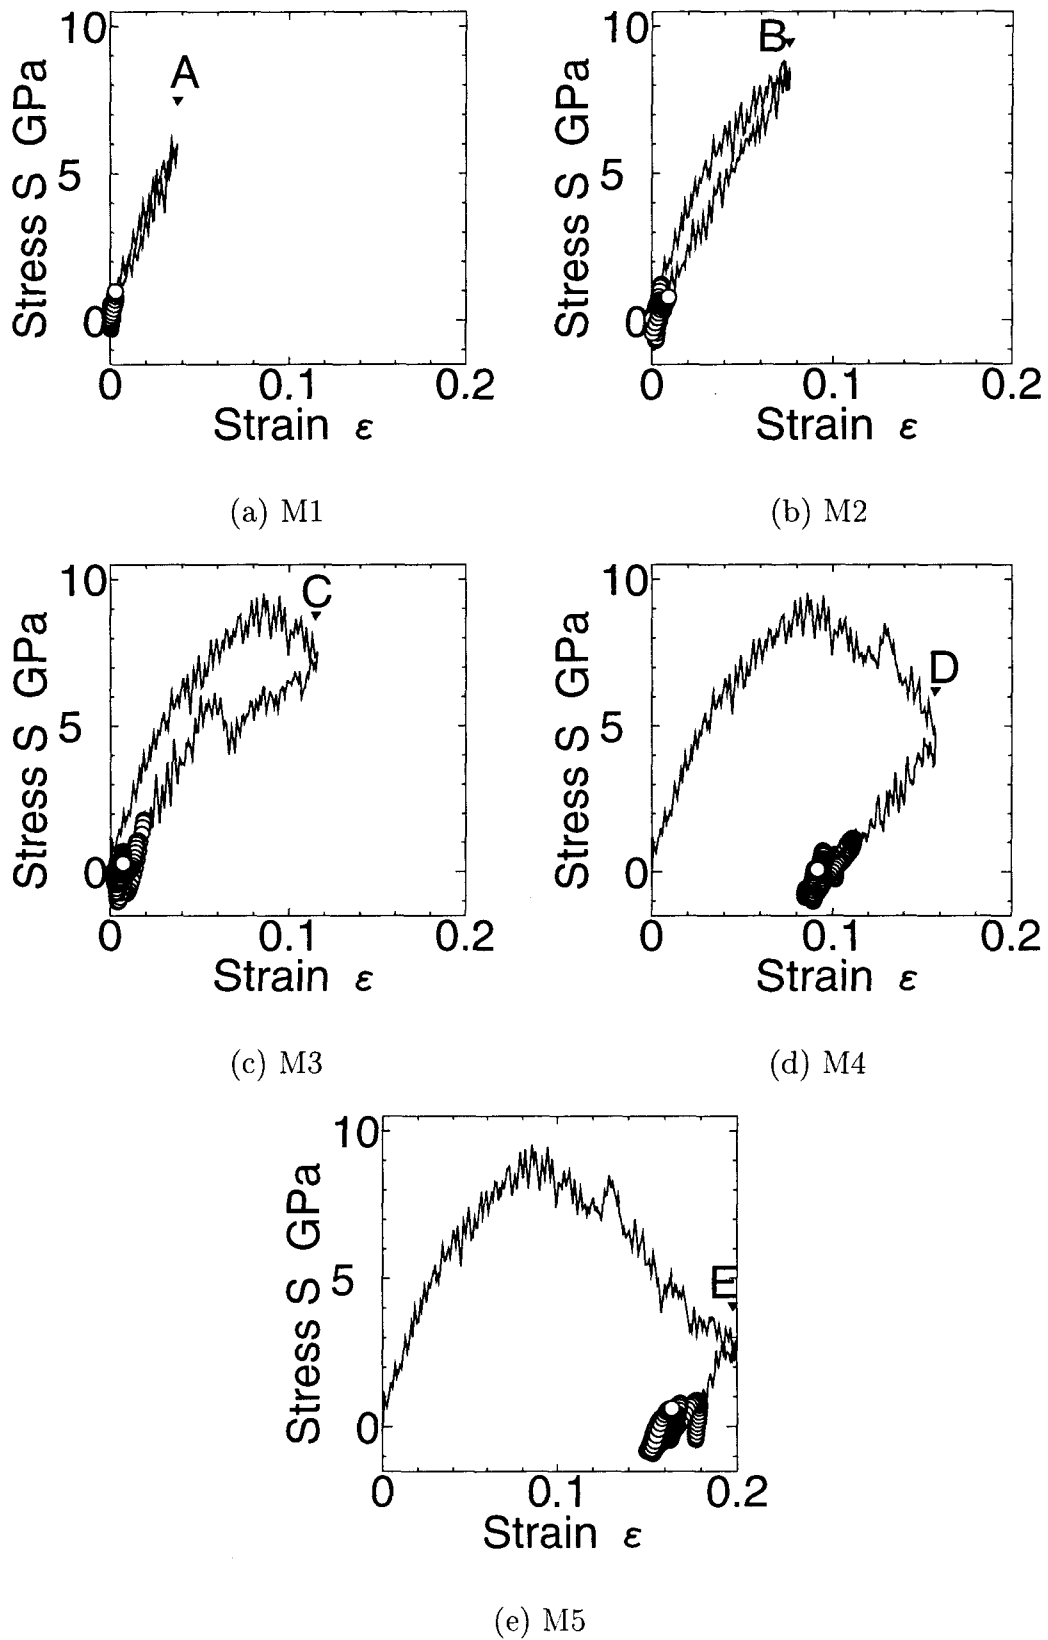 10
A
Stress S GPa
5
0
0 0.1 0.2
Strain ε
(a) M1
10
B
Stress S GPa
5
0
0 0.1 0.2
Strain ε
(b) M2
10
C
Stress S GPa
5
0
0 0.1 0.2
Strain ε
(c) M3
10
D
Stress S GPa
5
0
0 0.1 0.2
Strain ε
(d) M4
10
E
Stress S GPa
5
0
0 0.1 0.2
Strain ε
(e) M5